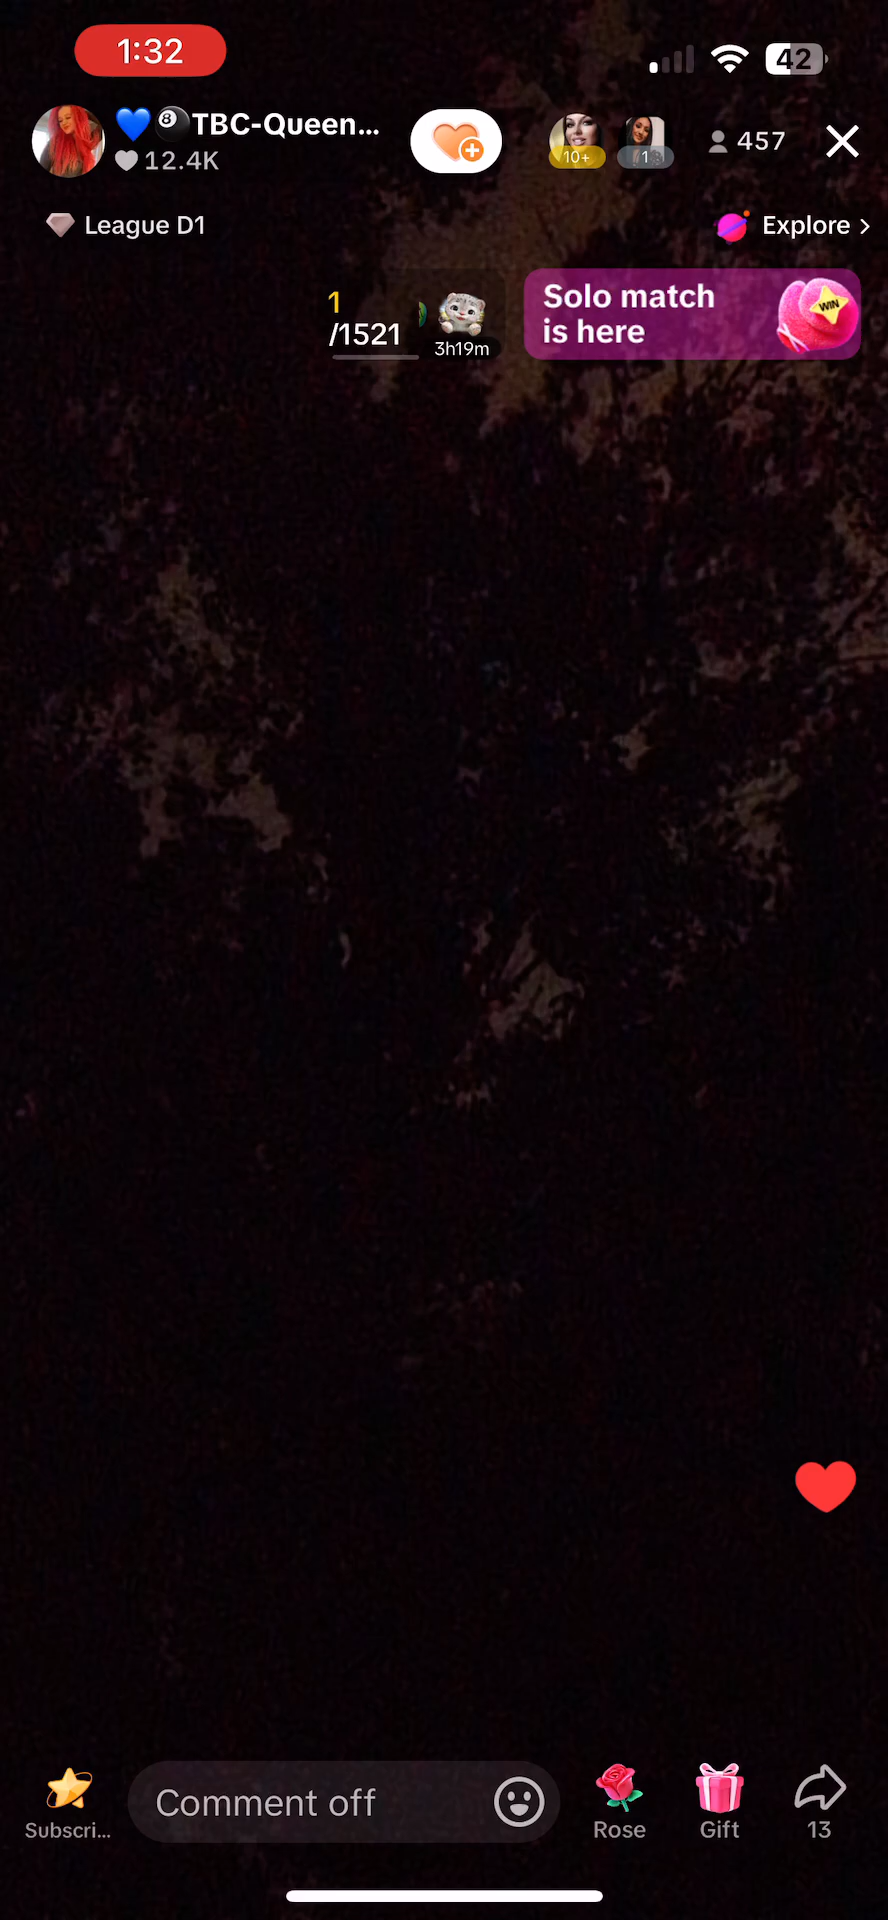 1:32
42
TBC-Queen...
12.4K
10+
1
457
League D1
Explore
1
/1521
3h19m
Solo match
is here
WIN
Comment off
Subscri...
Rose
Gift
13